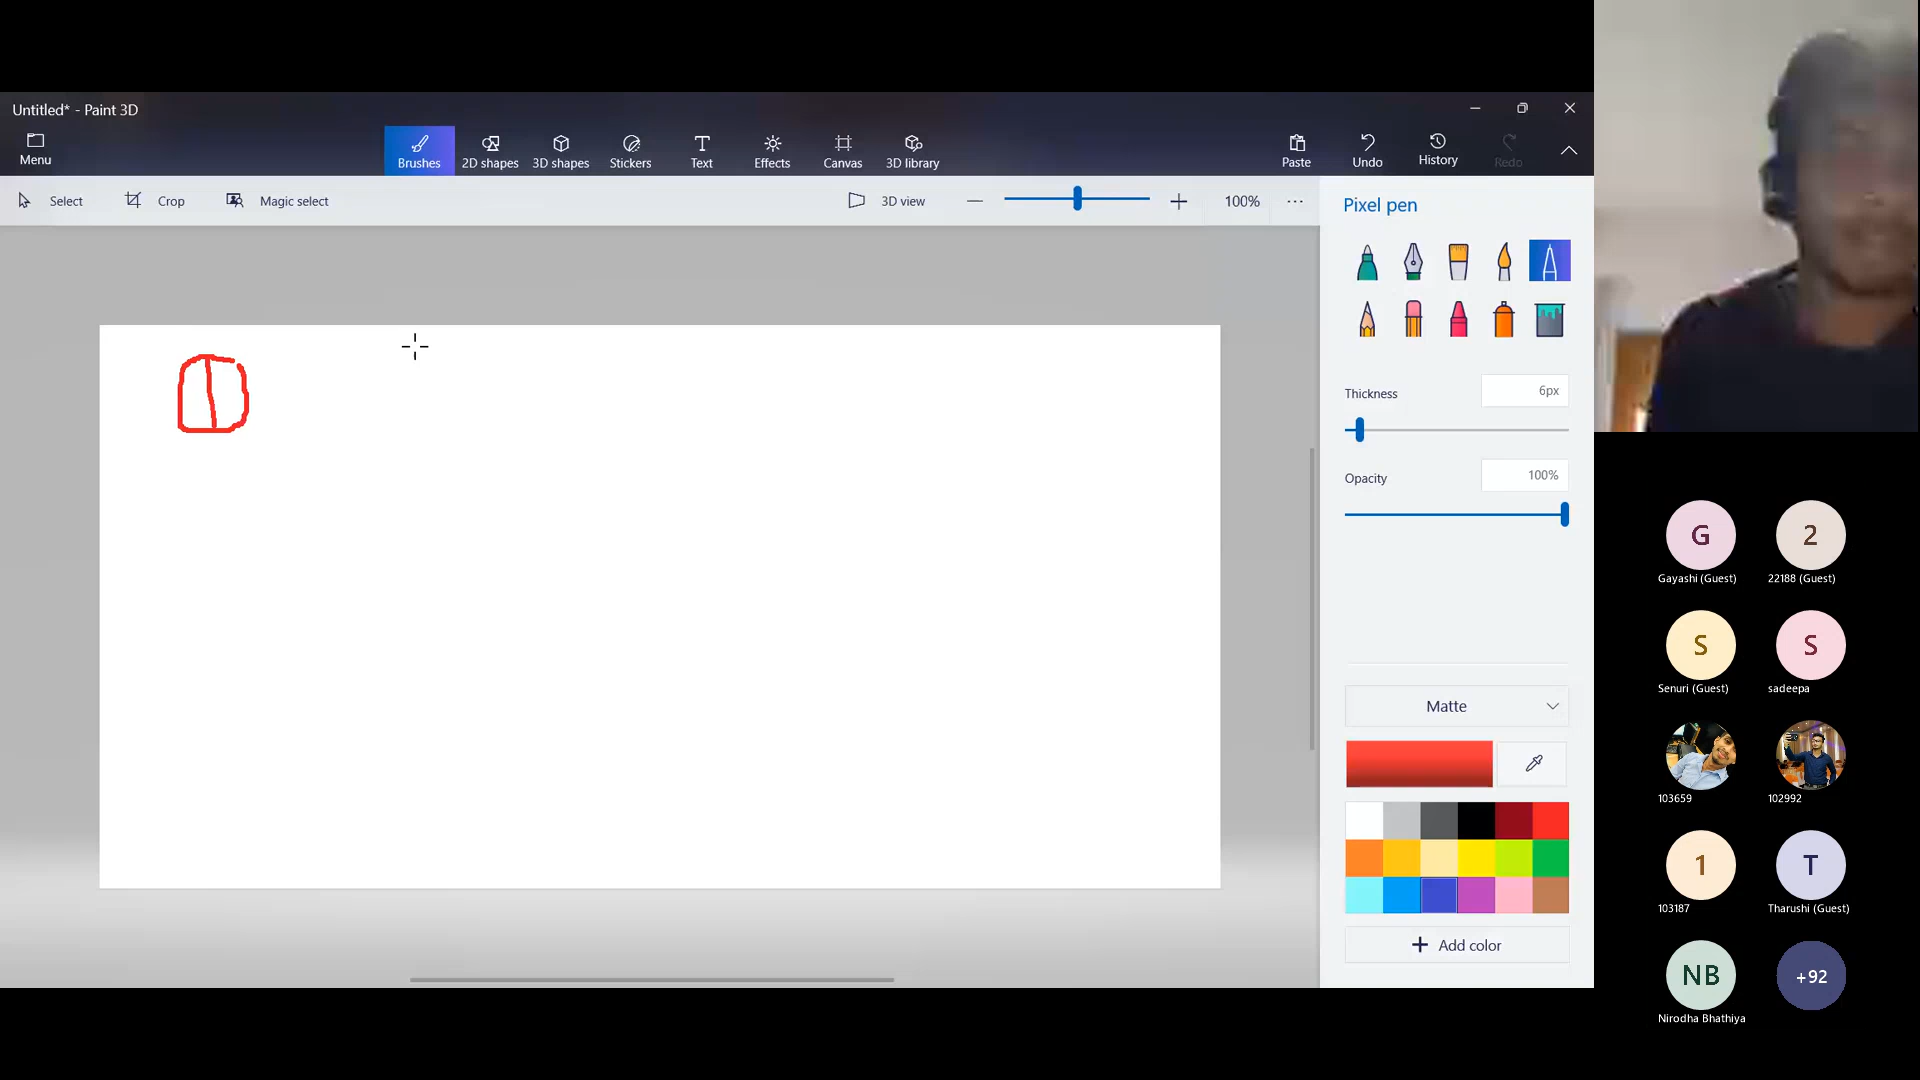 Untitled* - Paint 3D
Menu
Brushes
2D shapes
3D shapes
Stickers
Text
Effects
Canvas
3D library
Paste
Undo
History
Redo
Select
Crop
Magic select
3D view
100%
Pixel pen
Thickness
6px
Opacity
100%
Matte
Add color
G
Gayashi (Guest)
2
22188 (Guest)
S
Senuri (Guest)
S
sadeepa
103659
102992
1
103187
T
Tharushi (Guest)
NB
Nirodha Bhathiya
+92